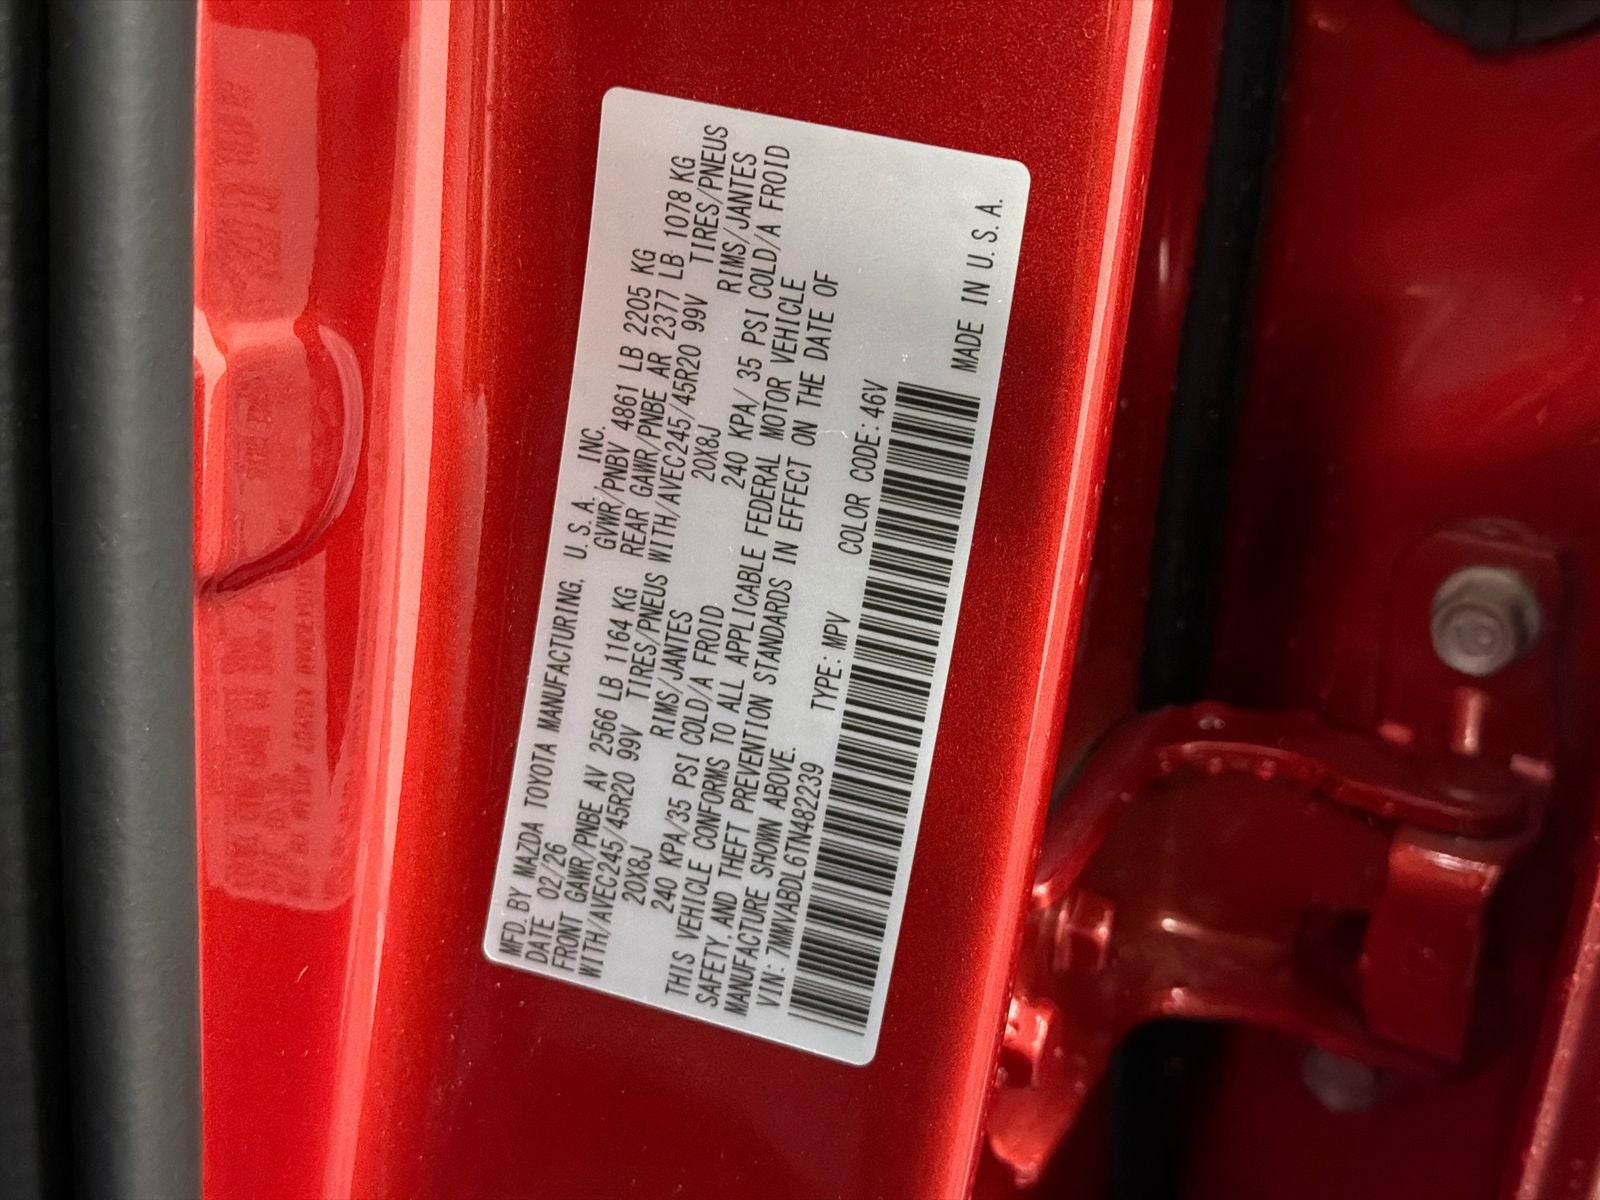 MFD. BY MAZDA TOYOTA MANUFACTURING, U.S.A. INC.
DATE 02/26 GVWR/PNBV 4861 LB 2205 KG
FRONT GAWR/PNBE AV 2566 LB 1164 KG REAR GAWR/PNBE AR 2377 LB 1078 KG
WITH/AVEC245/45R20 99V TIRES/PNEUS WITH/AVEC245/45R20 99V TIRES/PNEUS
20X8J RIMS/JANTES 20X8J RIMS/JANTES
240 KPA/35 PSI COLD/A FROID 240 KPA/ 35 PSI COLD/A FROID
THIS VEHICLE CONFORMS TO ALL APPLICABLE FEDERAL MOTOR VEHICLE
SAFETY, AND THEFT PREVENTION STANDARDS IN EFFECT ON THE DATE OF
MANUFACTURE SHOWN ABOVE.
VIN: 7MMVABDL6TN482239 TYPE: MPV COLOR CODE: 46V
MADE IN U.S.A.